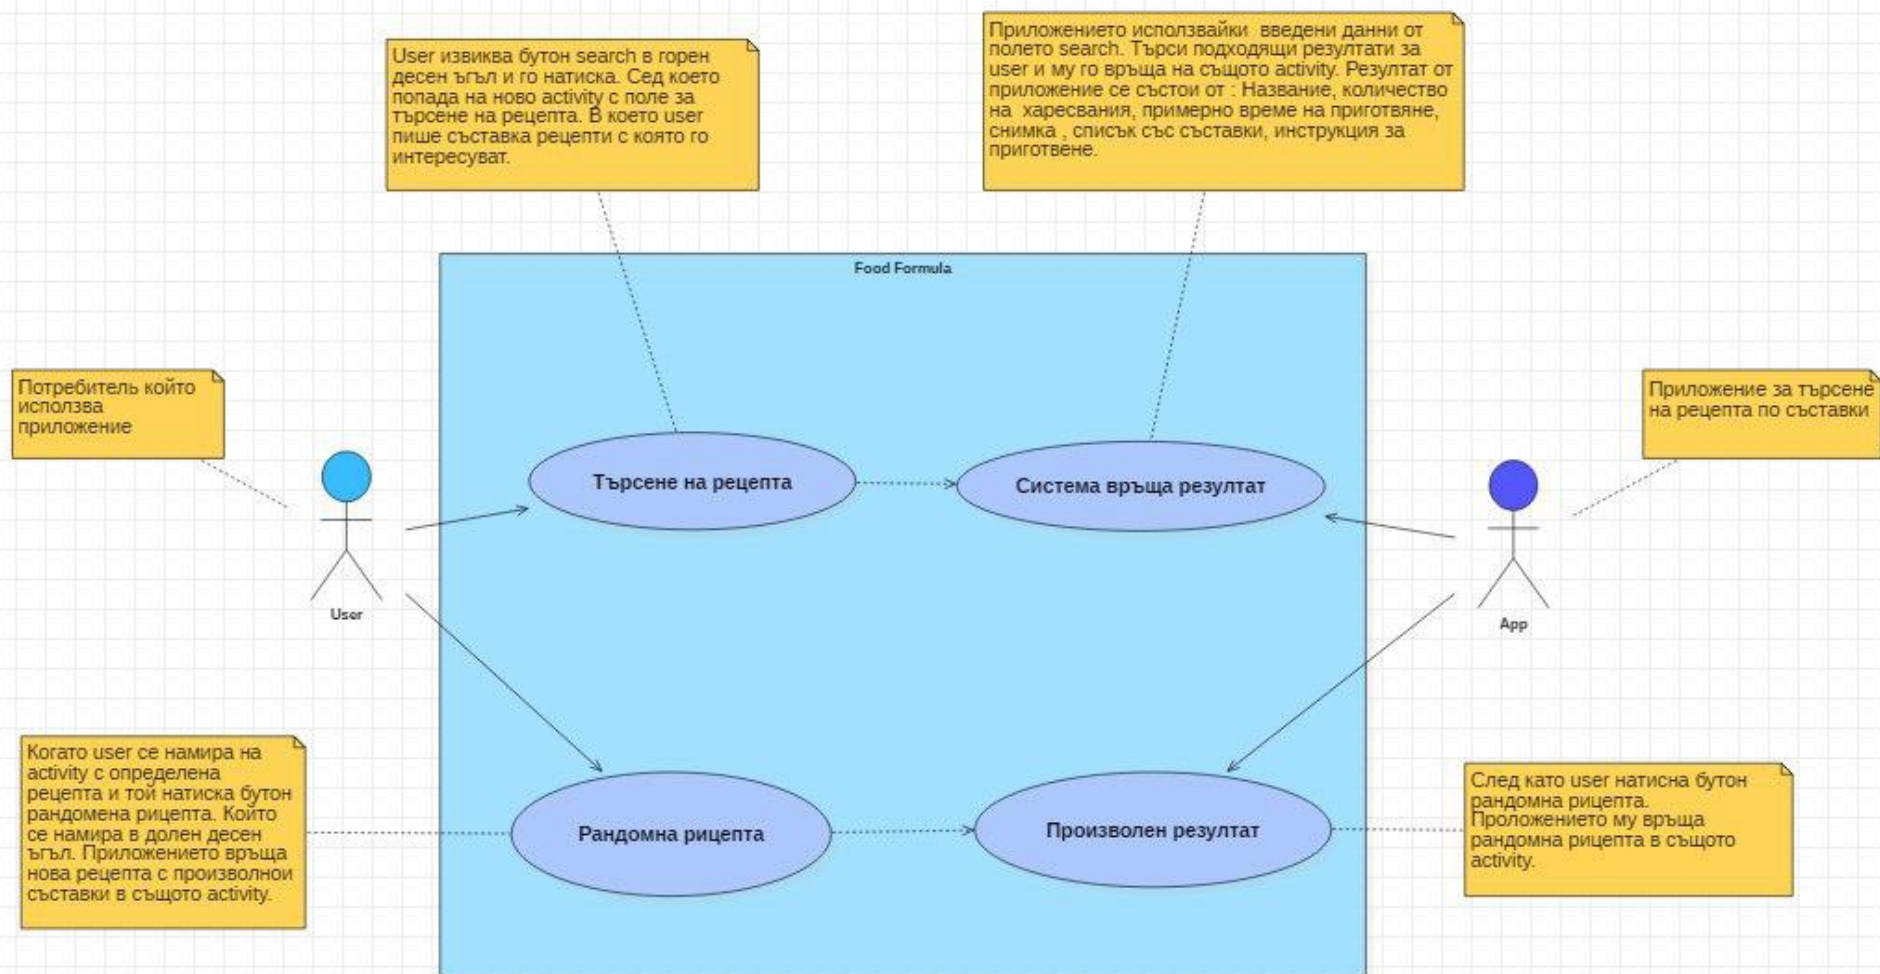 User извиква бутон search в горен
десен ъгъл и го натиска. Сед което
попада на ново activity с поле за
търсене на рецепта. В което user
пише съставка рецепти с която го
интересуват.
Приложението исползвайки введени данни от
полето search. Търси подходящи резултати за
user и му го връща на същото activity. Резултат от
приложение се състои от : Название, количество
на харесвания, примерно време на приготвяне,
снимка , списък със съставки, инструкция за
приготвене.
Food Formula
Потребитель който
исползва
приложение
Приложение за търсене
на рецепта по съставки
Търсене на рецепта
Система връща резултат
User
App
Когато user се намира на
activity с определена
рецепта и той натиска бутон
рандомена рицепта. Който
се намира в долен десен
ъгъл. Приложението връща
нова рецепта с произволнои
съставки в същото activity.
Рандомна рицепта
Произволен резултат
След като user натисна бутон
рандомна рицепта.
Проложението му връща
рандомна рицепта в същото
activity.